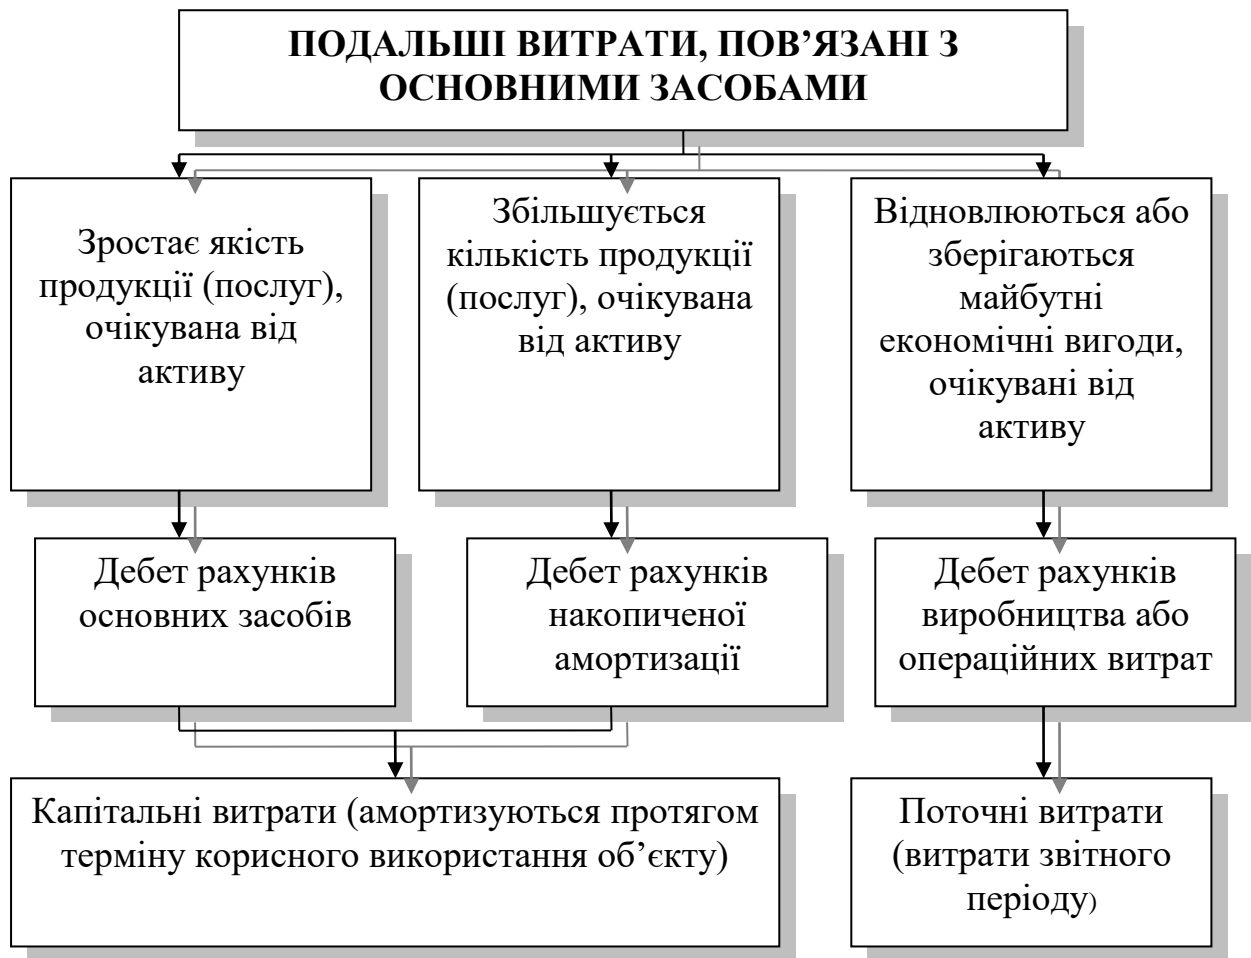 ПОДАЛЬШІ ВИТРАТИ, ПОВ’ЯЗАНІ З
ОСНОВНИМИ ЗАСОБАМИ
Зростає якість
продукції (послуг),
очікувана від
активу
Збільшується
кількість продукції
(послуг), очікувана
від активу
Відновлюються або
зберігаються
майбутні
економічні вигоди,
очікувані від
активу
Дебет рахунків
основних засобів
Дебет рахунків
накопиченої
амортизації
Дебет рахунків
виробництва або
операційних витрат
Капітальні витрати (амортизуються протягом
терміну корисного використання об’єкту)
Поточні витрати
(витрати звітного
періоду)